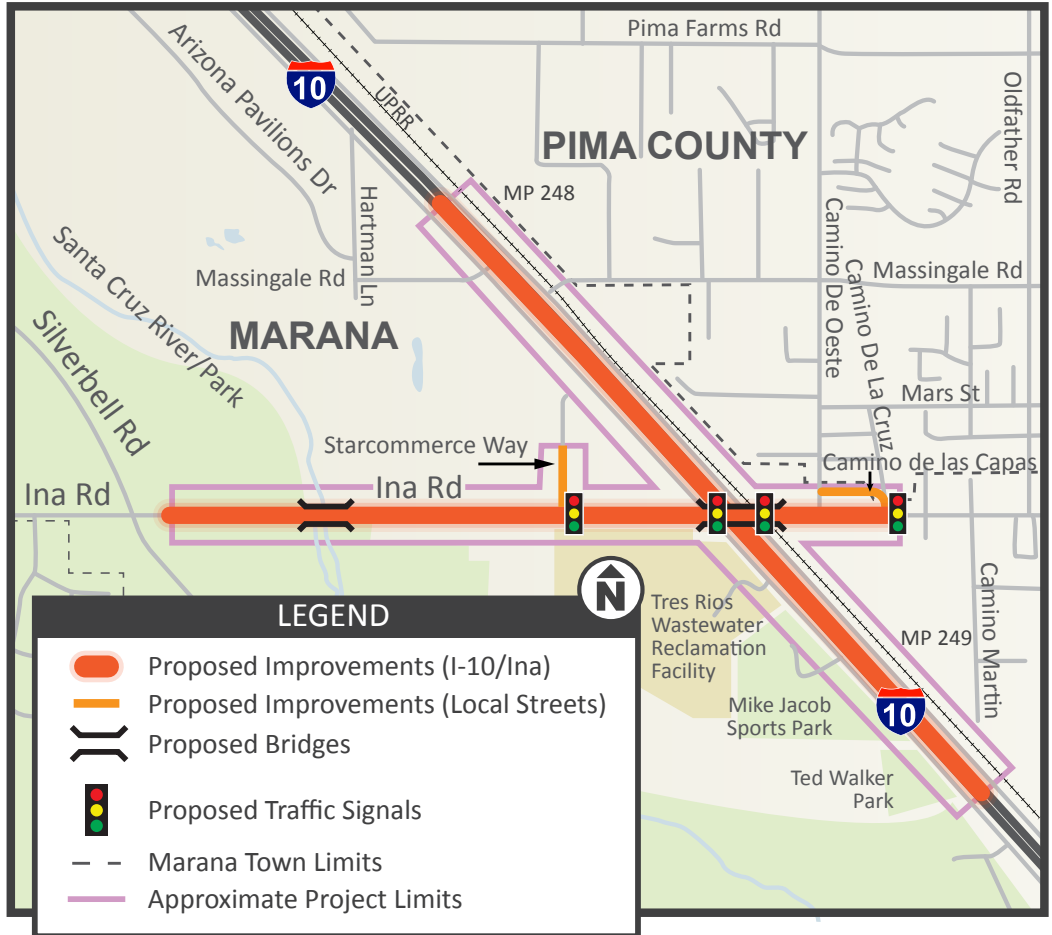 Pima Farms Rd
Arizona Pavilions Dr
10
UPRR
PIMA COUNTY
Oldfather Rd
MP 248
Hartman Ln
Camino De Oeste
Camino De La Cruz
Santa Cruz River/Park
Massingale Rd
Massingale Rd
MARANA
Silverbell Rd
Mars St
Starcommerce Way
Camino de las Capas
Ina Rd
Ina Rd
N
Camino Martin
Tres Rios
Wastewater
Reclamation
Facility
MP 249
Mike Jacob
Sports Park
10
Ted Walker
Park
LEGEND
Proposed Improvements (I-10/Ina)
Proposed Improvements (Local Streets)
Proposed Bridges
Proposed Traffic Signals
Marana Town Limits
Approximate Project Limits